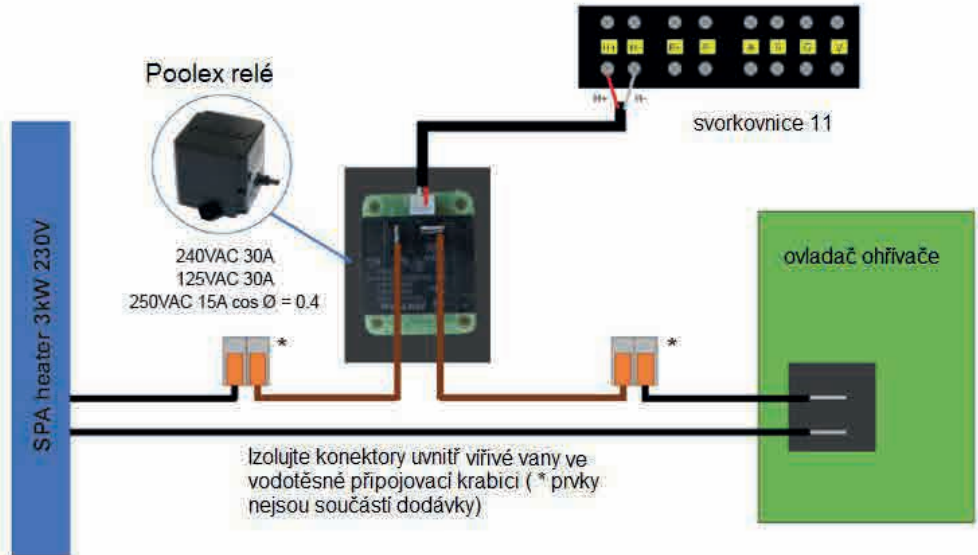 H+ H- A S G V
H+ H-
svorkovnice 11
Poolex relé
240VAC 30A
125VAC 30A
250VAC 15A cos Ø = 0.4
SPA heater 3kW 230V
ovladač ohřívače
*
*
Izolujte konektory uvnitř vířivé vany ve
vodotěsné připojovací krabici ( * prvky
nejsou součástí dodávky)